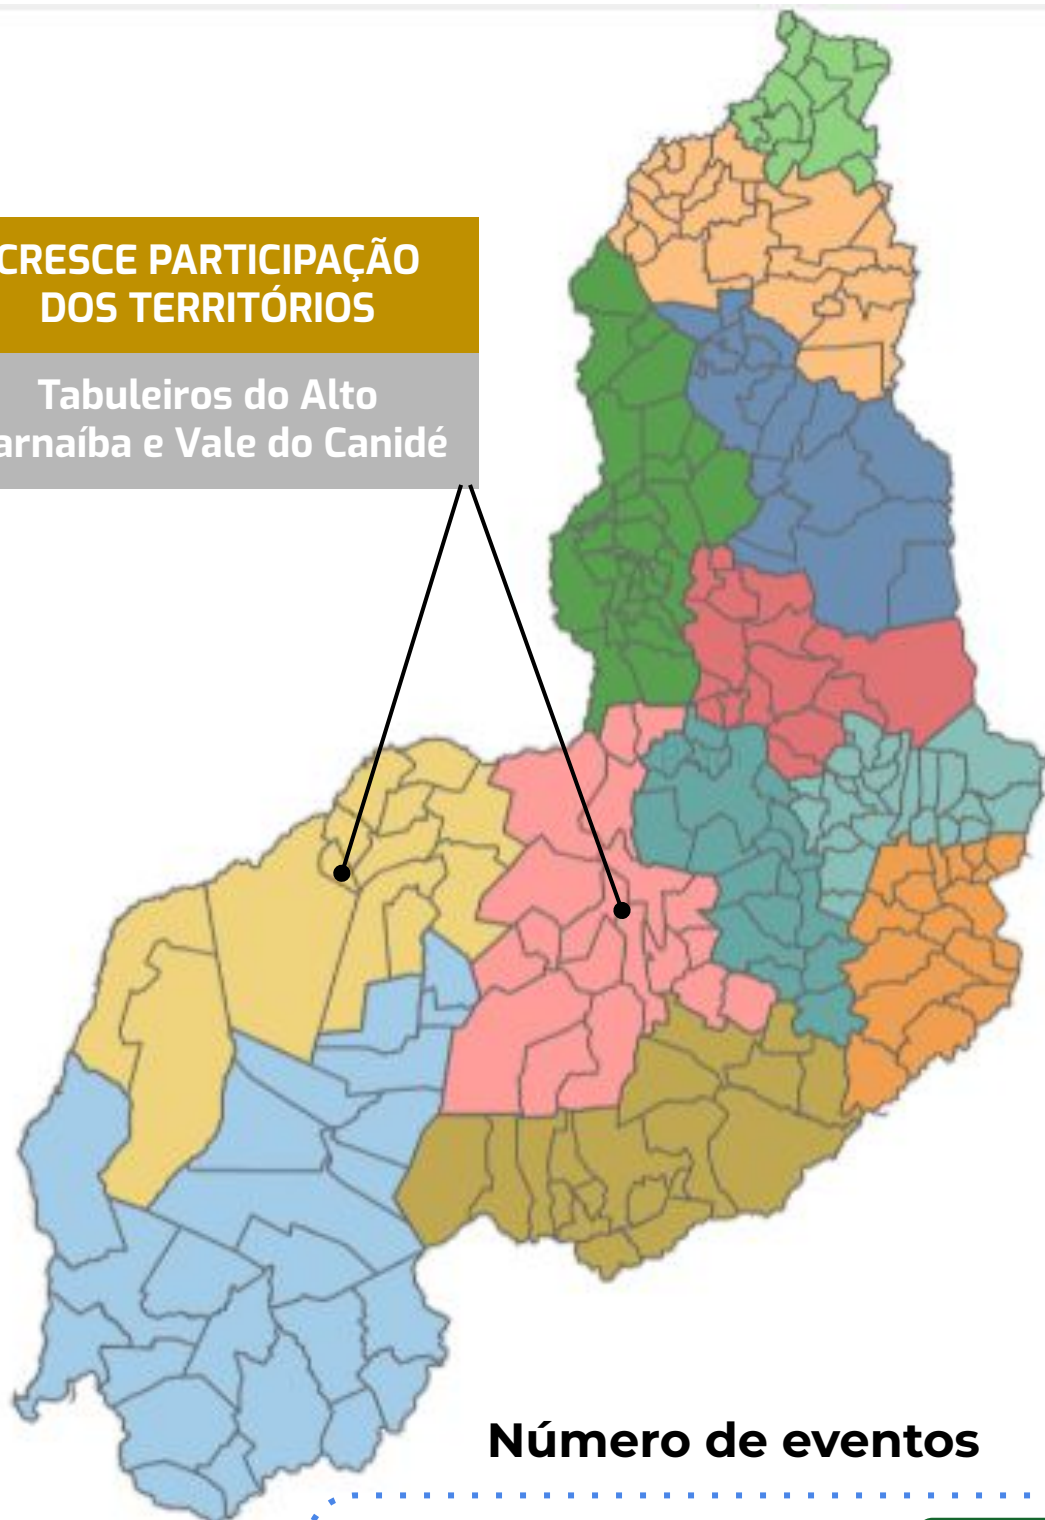 CRESCE PARTICIPAÇÃO
DOS TERRITÓRIOS
Tabuleiros do Alto
arnaíba e Vale do Canidé
Número de eventos